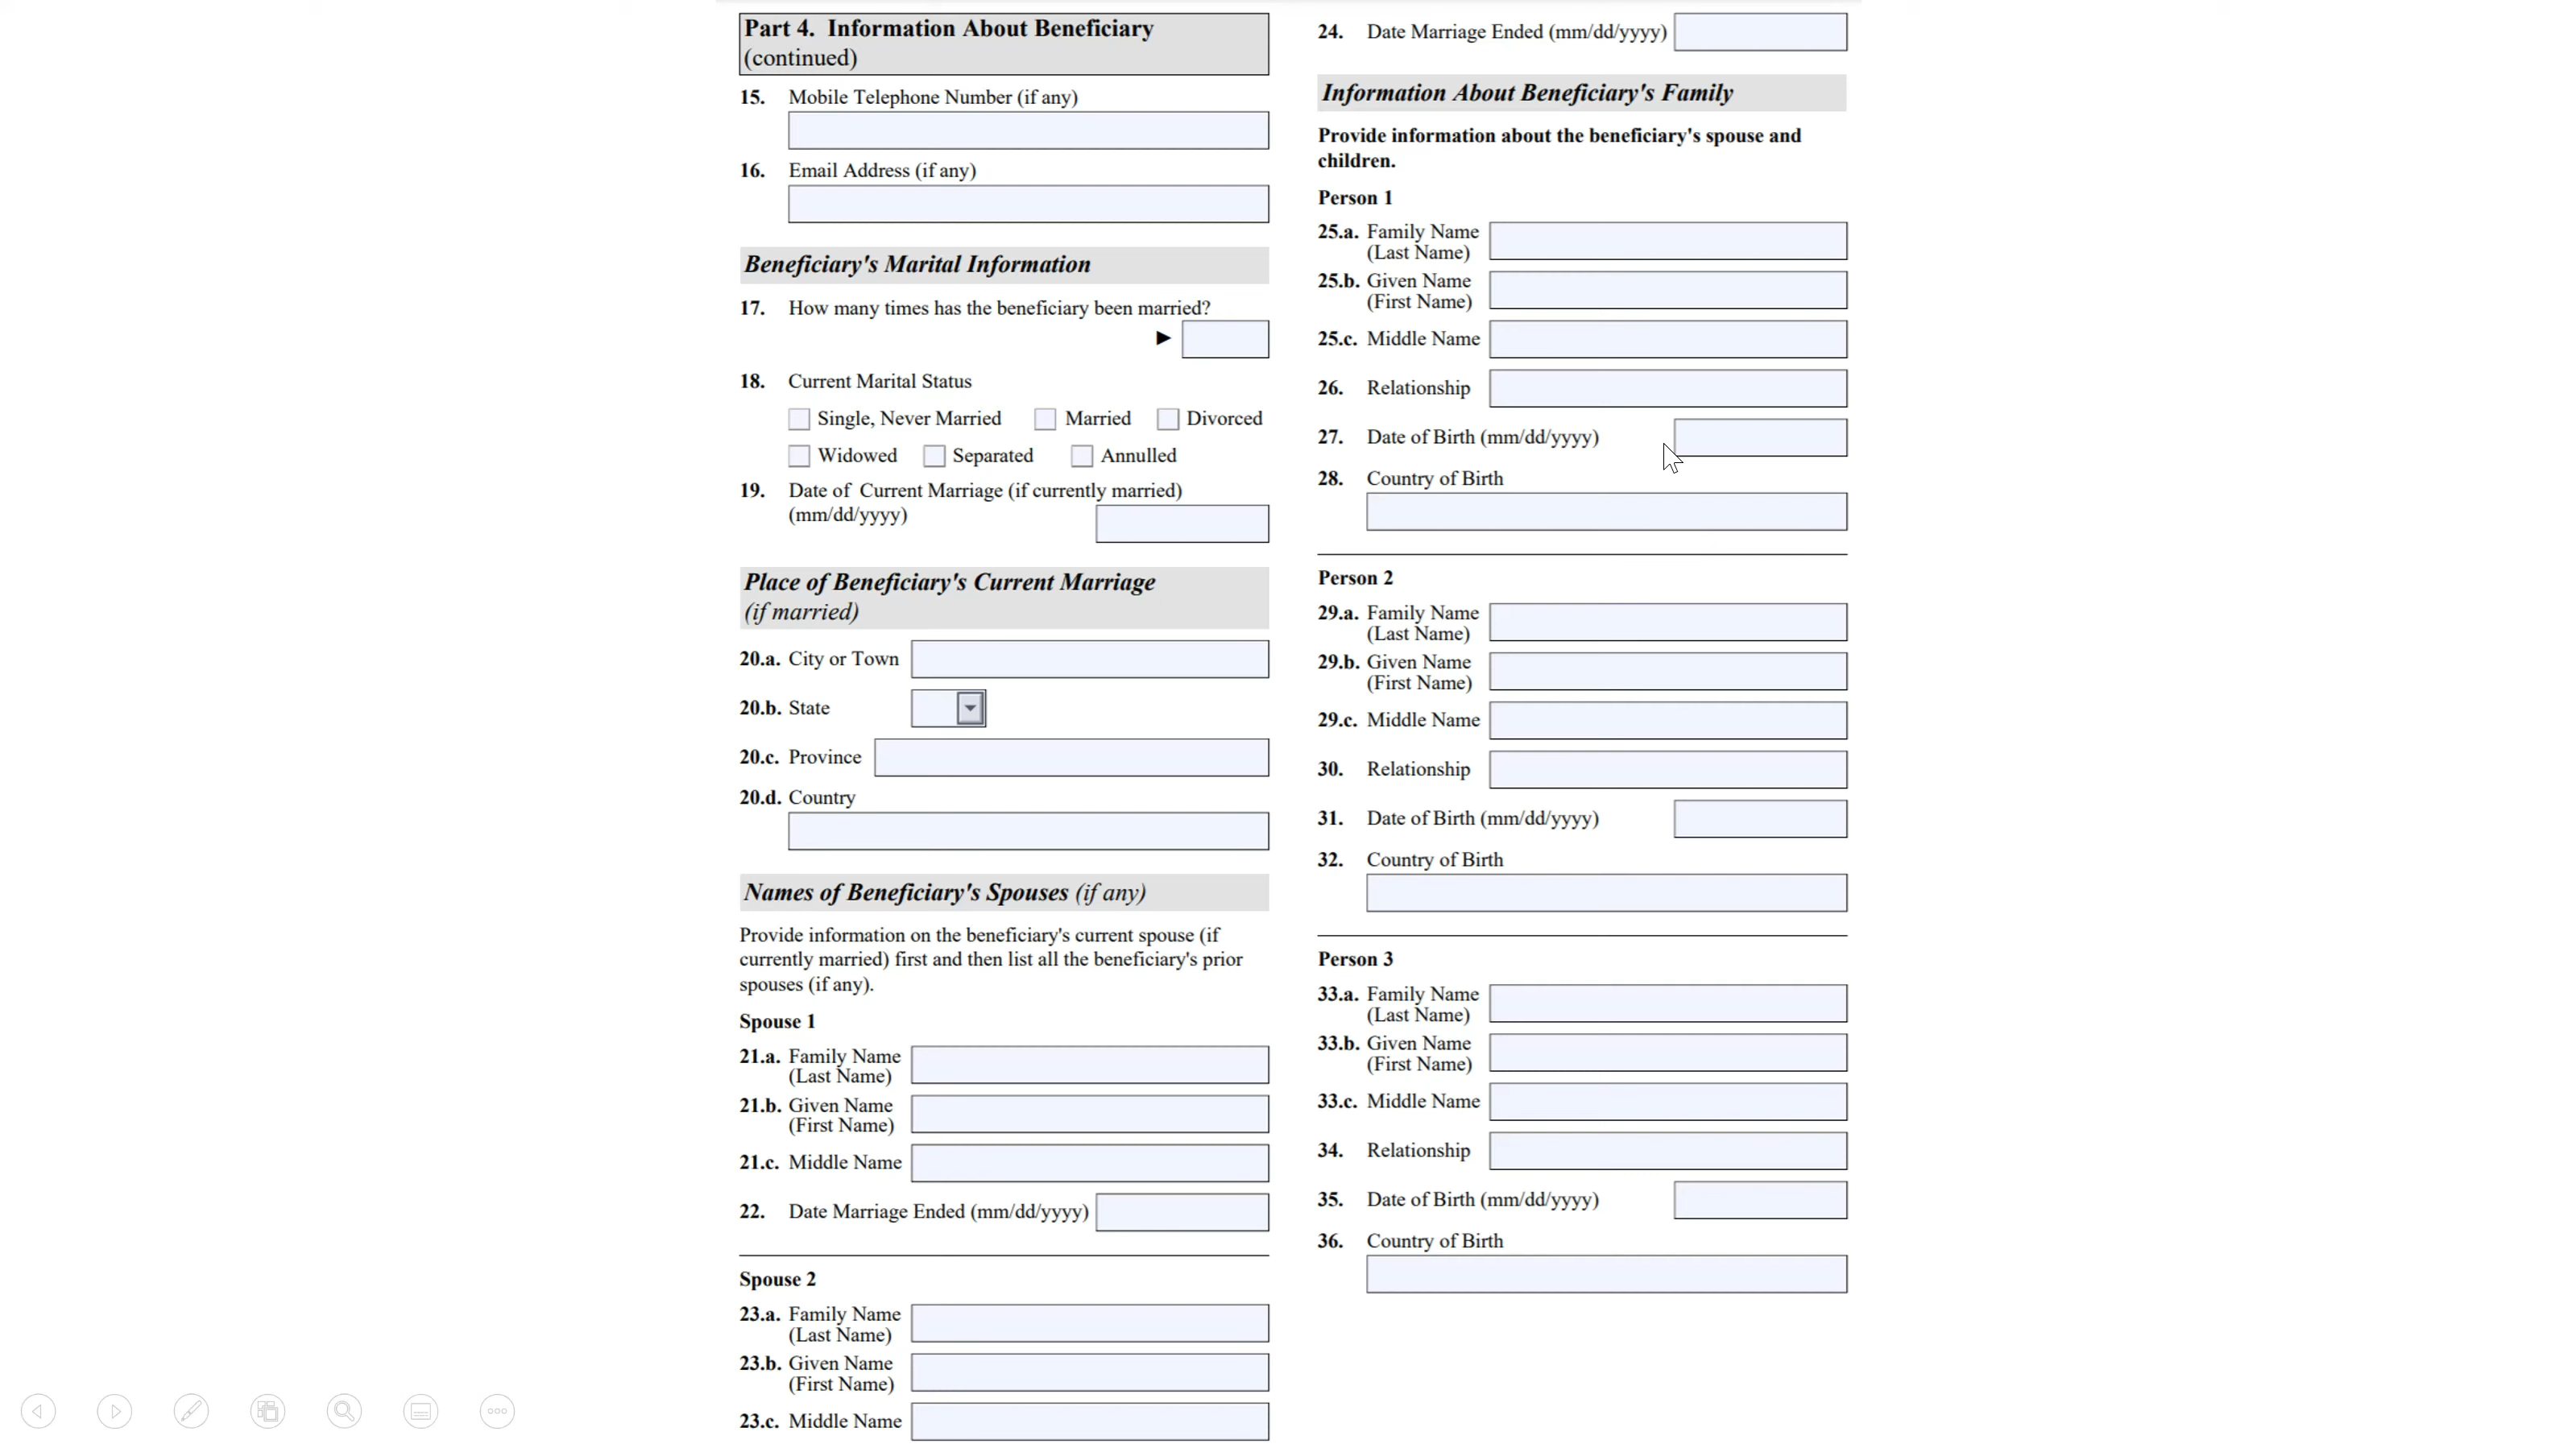 Part 4.  Information About Beneficiary
(continued)
15. Mobile Telephone Number (if any)
16. Email Address (if any)
Beneficiary's Marital Information
17. How many times has the beneficiary been married?
►
18. Current Marital Status
Single, Never Married Married Divorced
Widowed Separated Annulled
19. Date of  Current Marriage (if currently married)
(mm/dd/yyyy)
Place of Beneficiary's Current Marriage
(if married)
20.a. City or Town
20.b. State
20.c. Province
20.d. Country
Names of Beneficiary's Spouses (if any)
Provide information on the beneficiary's current spouse (if
currently married) first and then list all the beneficiary's prior
spouses (if any).
Spouse 1
21.a. Family Name
(Last Name)
21.b. Given Name
(First Name)
21.c. Middle Name
22. Date Marriage Ended (mm/dd/yyyy)
Spouse 2
23.a. Family Name
(Last Name)
23.b. Given Name
(First Name)
23.c. Middle Name
24. Date Marriage Ended (mm/dd/yyyy)
Information About Beneficiary's Family
Provide information about the beneficiary's spouse and
children.
Person 1
25.a. Family Name
(Last Name)
25.b. Given Name
(First Name)
25.c. Middle Name
26. Relationship
27. Date of Birth (mm/dd/yyyy)
28. Country of Birth
Person 2
29.a. Family Name
(Last Name)
29.b. Given Name
(First Name)
29.c. Middle Name
30. Relationship
31. Date of Birth (mm/dd/yyyy)
32. Country of Birth
Person 3
33.a. Family Name
(Last Name)
33.b. Given Name
(First Name)
33.c. Middle Name
34. Relationship
35. Date of Birth (mm/dd/yyyy)
36. Country of Birth